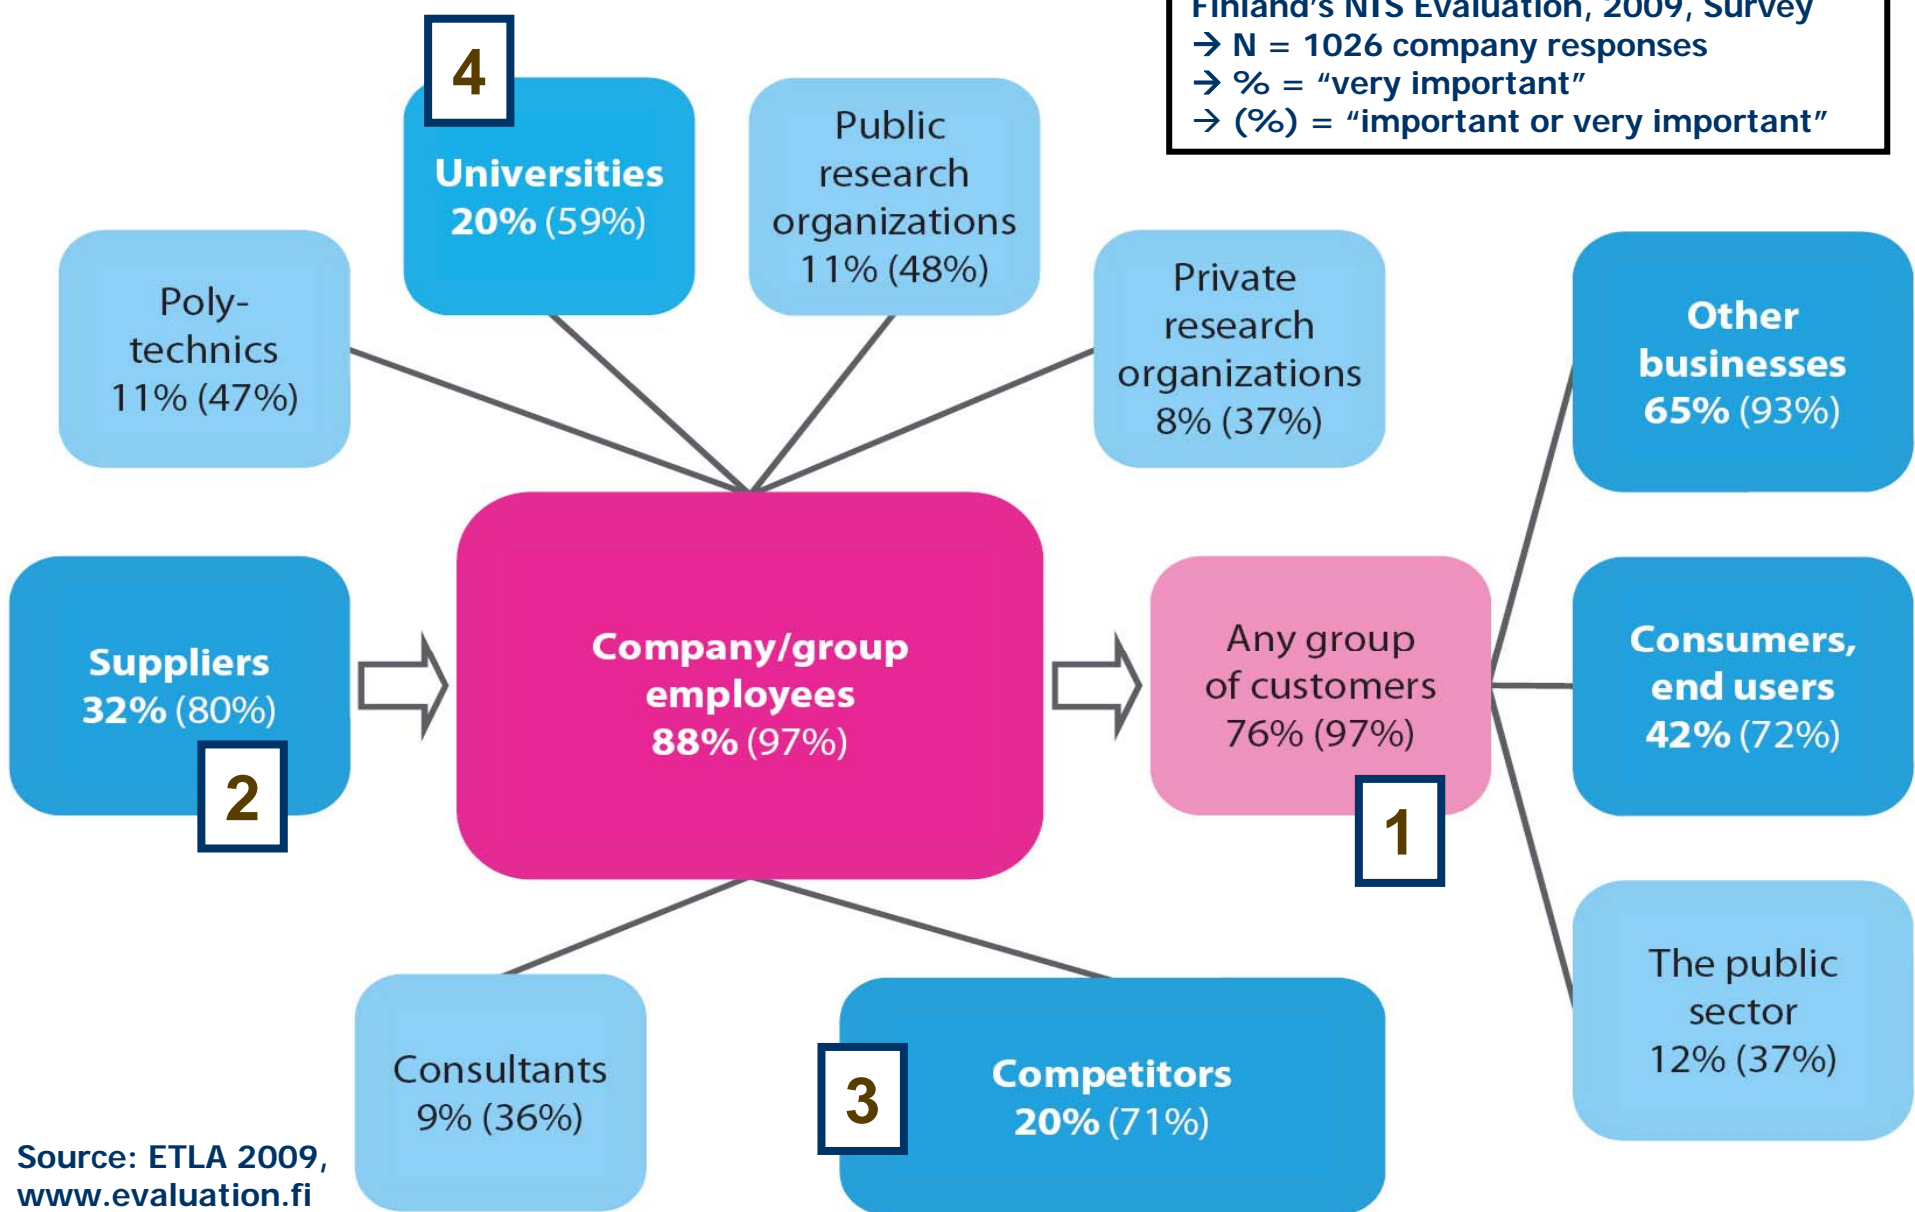 Finland's NIS Evaluation, 2009, Survey
→ N = 1026 company responses
→ % = “very important”
→ (%) = “important or very important”
4
Universities
20% (59%)
Public
research
organizations
11% (48%)
Poly-
technics
11% (47%)
Private
research
organizations
8% (37%)
Other
businesses
65% (93%)
Suppliers
32% (80%)
2
Company/group
employees
88% (97%)
Any group
of customers
76% (97%)
1
Consumers,
end users
42% (72%)
The public
sector
12% (37%)
Consultants
9% (36%)
3
Competitors
20% (71%)
Source: ETLA 2009,
www.evaluation.fi